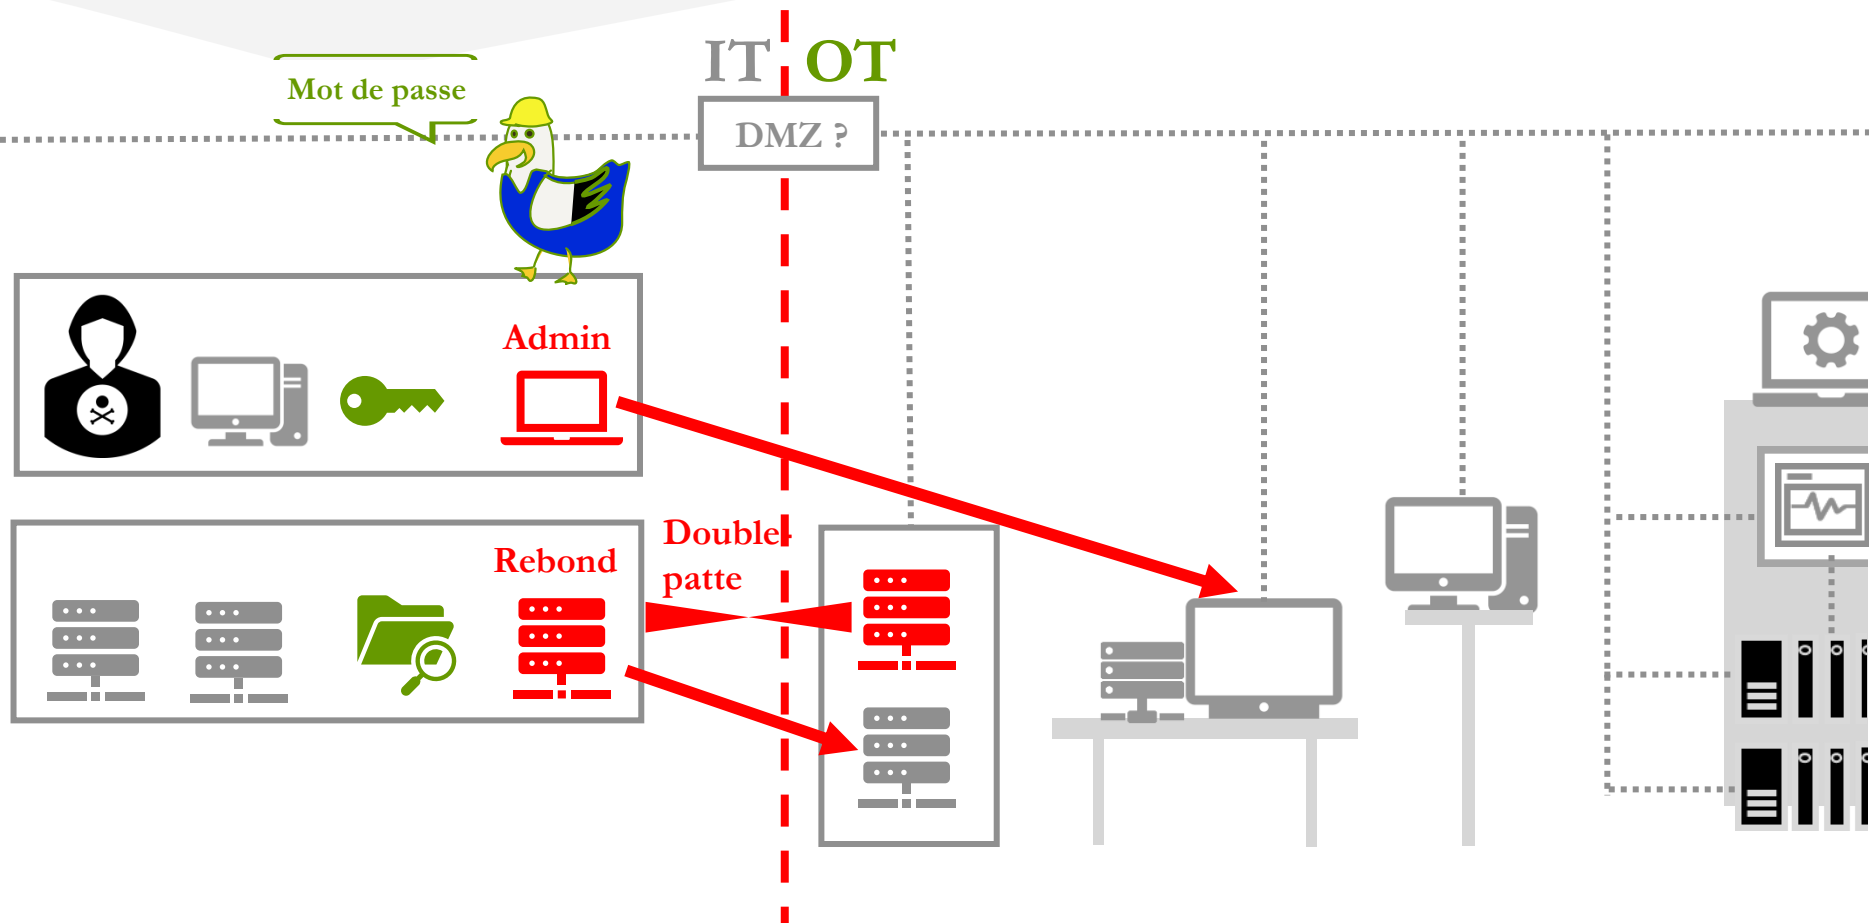 IT
OT
Mot de passe
DMZ ?
Admin
Rebond
Double-
patte